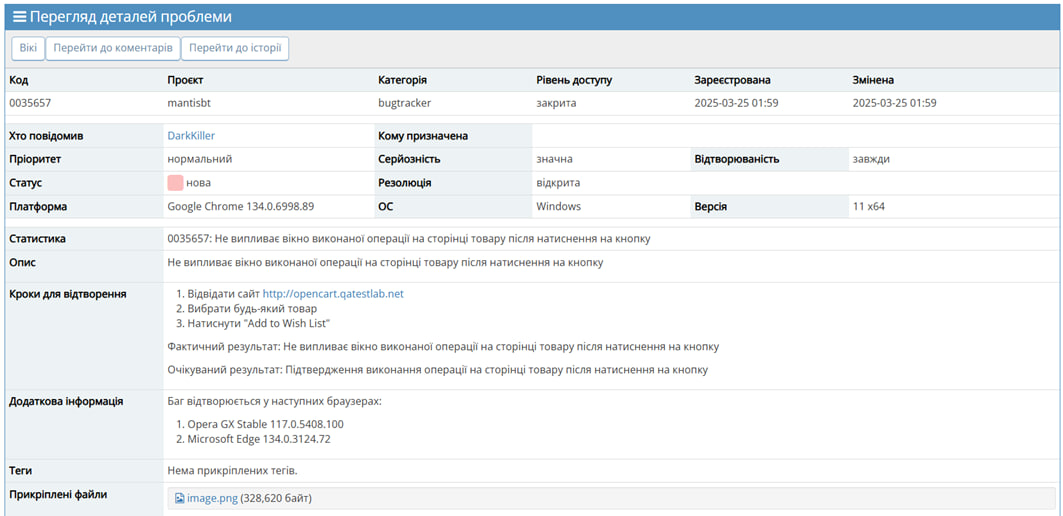 Перегляд деталей проблеми
Вікі Перейти до коментарів Перейти до історії
Код Проєкт Категорія Рівень доступу Зареєстрована Змінена
0035657 mantisbt bugtracker закрита 2025-03-25 01:59 2025-03-25 01:59
Хто повідомив DarkKiller Кому призначена
Пріоритет нормальний Серйозність значна Відтворюваність завжди
Статус нова Резолюція відкрита
Платформа Google Chrome 134.0.6998.89 ОС Windows Версія 11 x64
Статистика 0035657: Не випливає вікно виконаної операції на сторінці товару після натиснення на кнопку
Опис Не випливає вікно виконаної операції на сторінці товару після натиснення на кнопку
Кроки для відтворення 1. Відвідати сайт http://opencart.qatestlab.net
2. Вибрати будь-який товар
3. Натиснути "Add to Wish List"
Фактичний результат: Не випливає вікно виконаної операції на сторінці товару після натиснення на кнопку
Очікуваний результат: Підтвердження виконання операції на сторінці товару після натиснення на кнопку
Додаткова інформація Баг відтворюється у наступних браузерах:
1. Opera GX Stable 117.0.5408.100
2. Microsoft Edge 134.0.3124.72
Теги Нема прикріплених тегів.
Прикріплені файли image.png (328,620 байт)